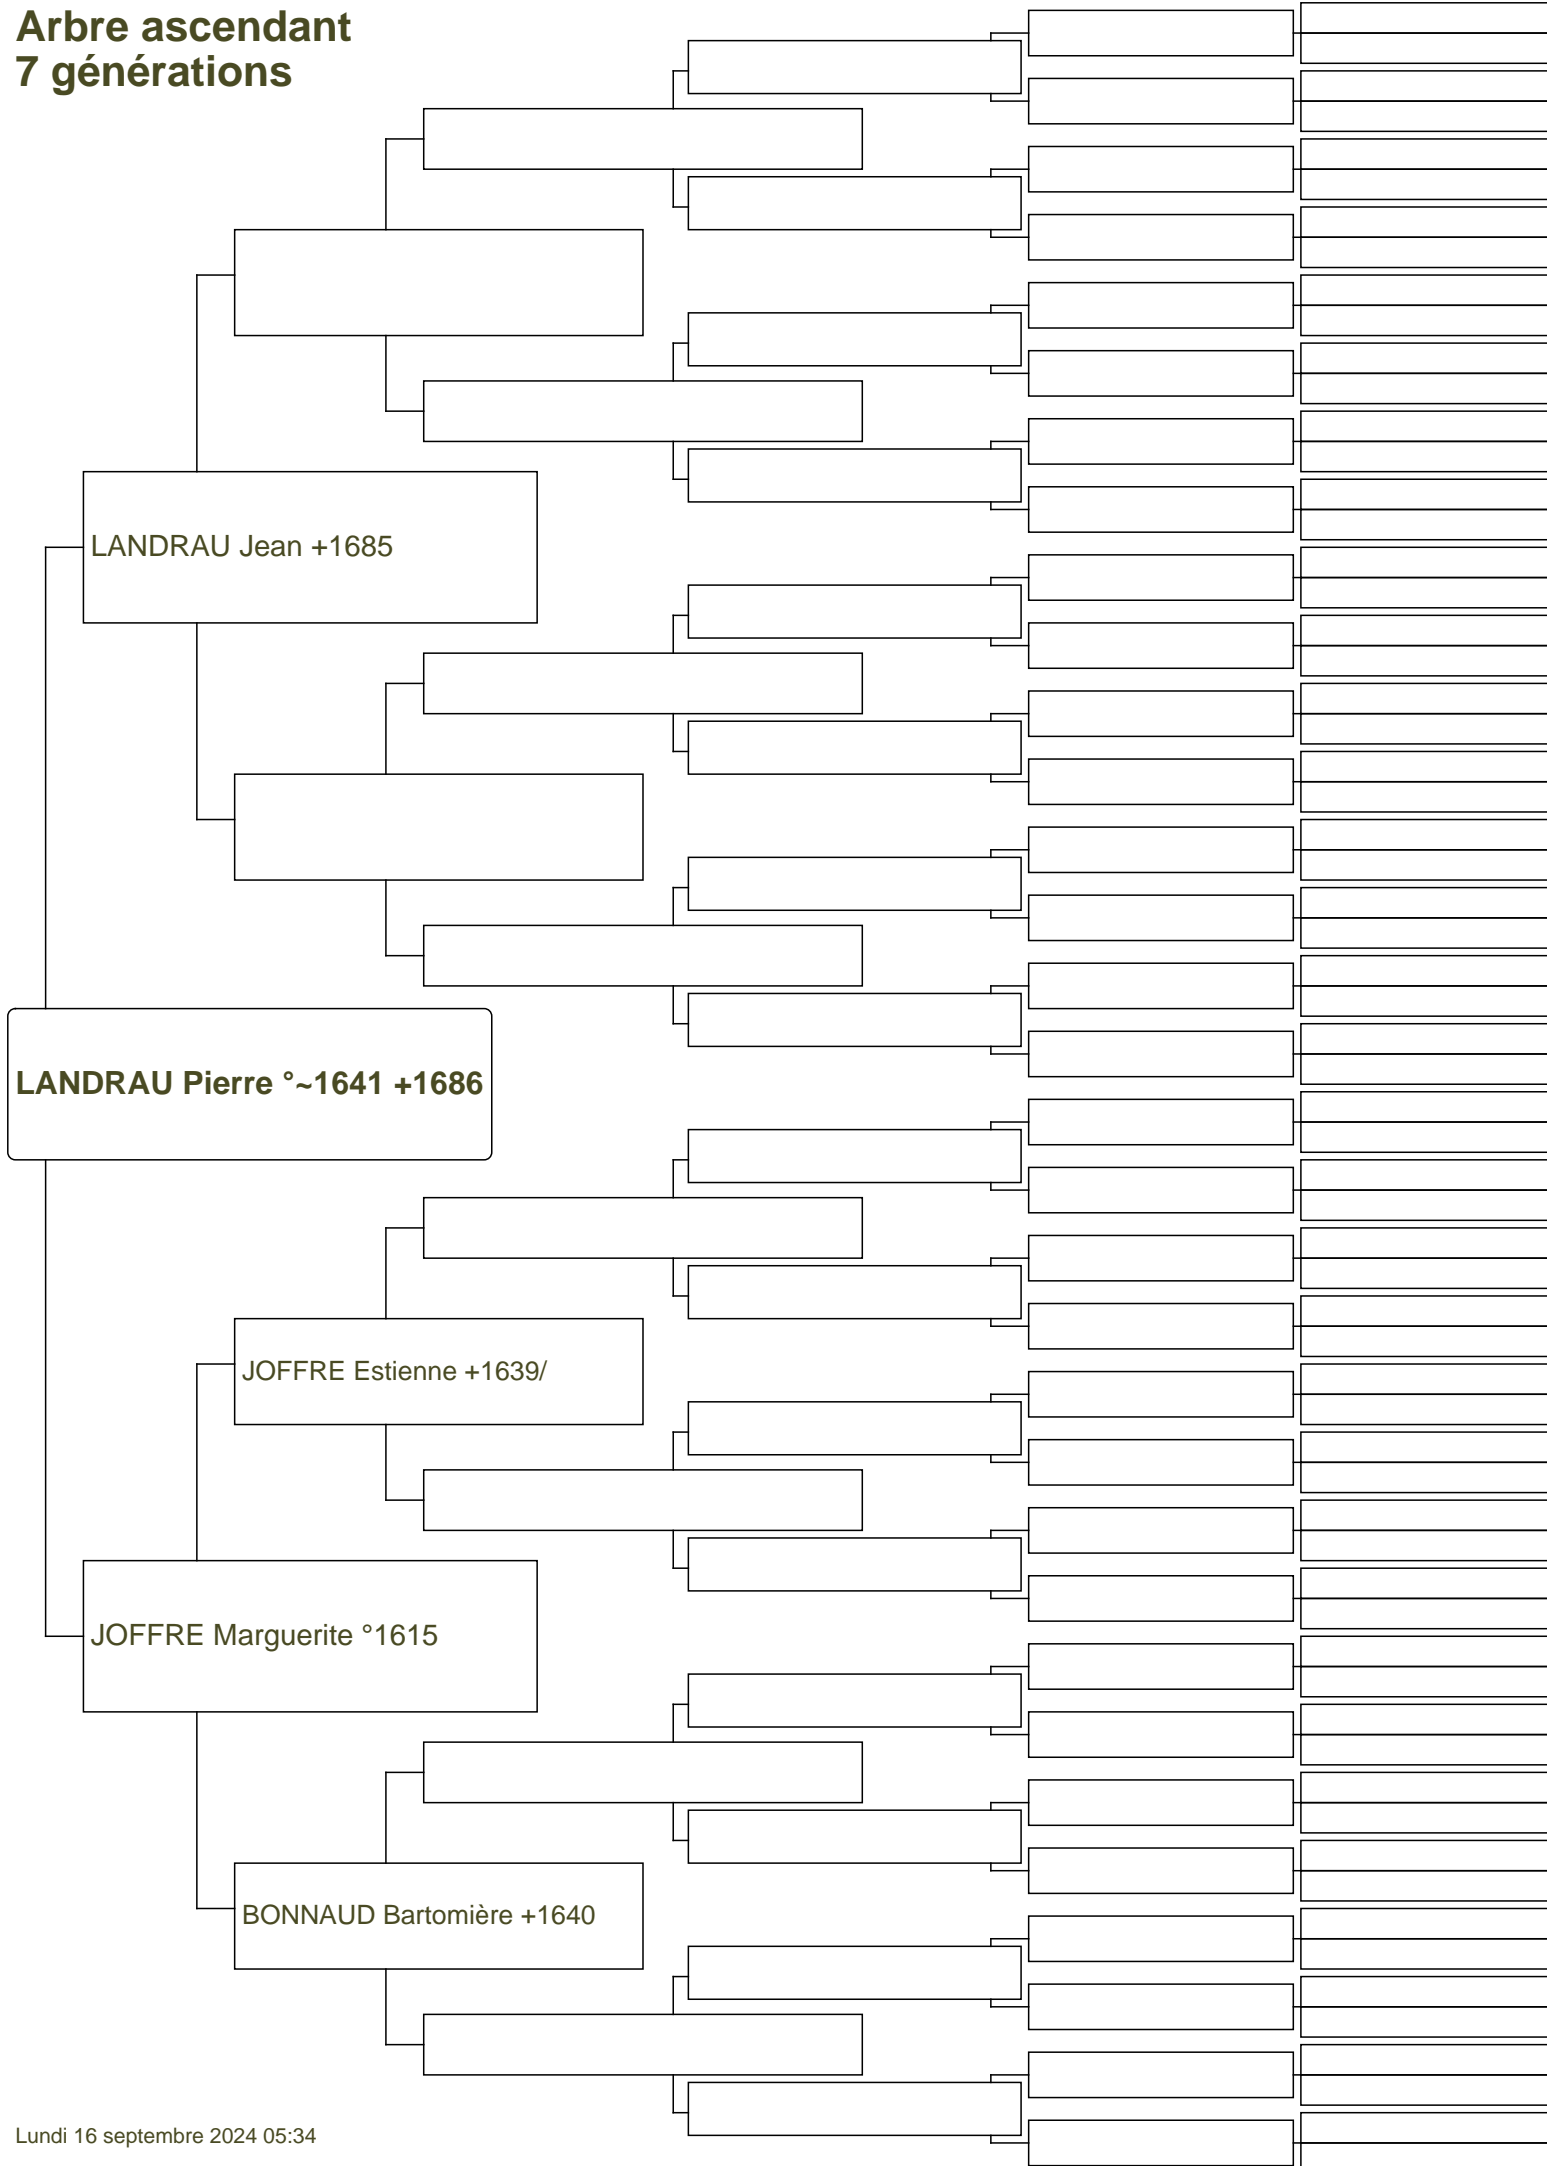 Arbre ascendant
7 générations
LANDRAU Jean +1685
LANDRAU Pierre °~1641 +1686
JOFFRE Estienne +1639/
JOFFRE Marguerite °1615
BONNAUD Bartomière +1640
Lundi 16 septembre 2024 05:34